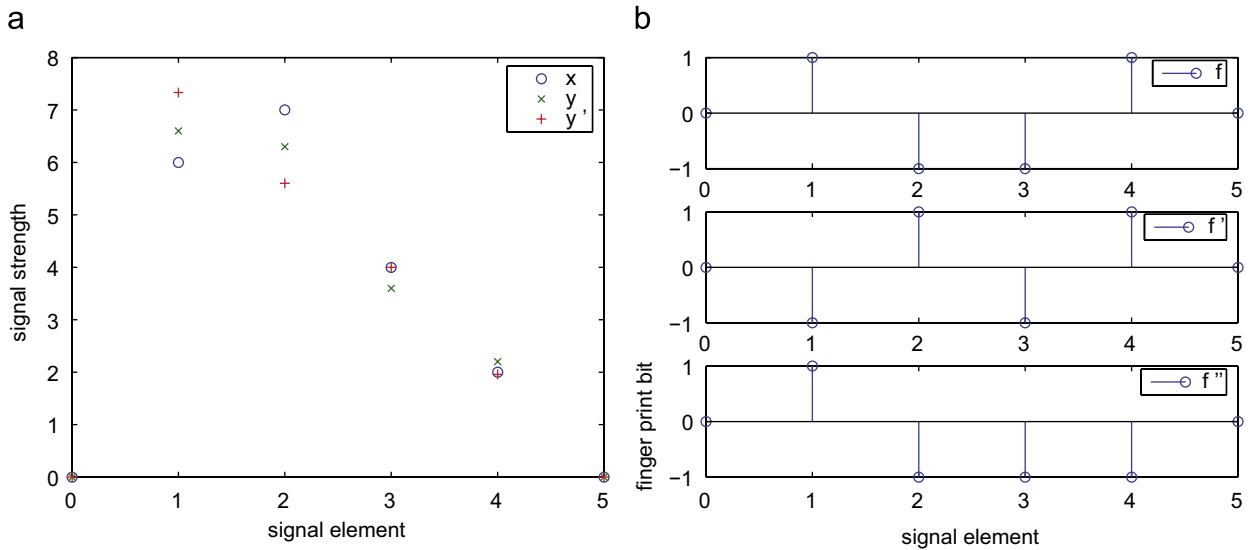 a
b
8
7
6
5
4
3
2
1
0
0 1 2 3 4 5
signal strength
signal element
x
y
y '
1
0
−1
0 1 2 3 4 5
f
1
0
−1
0 1 2 3 4 5
f '
1
0
−1
0 1 2 3 4 5
f ''
finger print bit
signal element